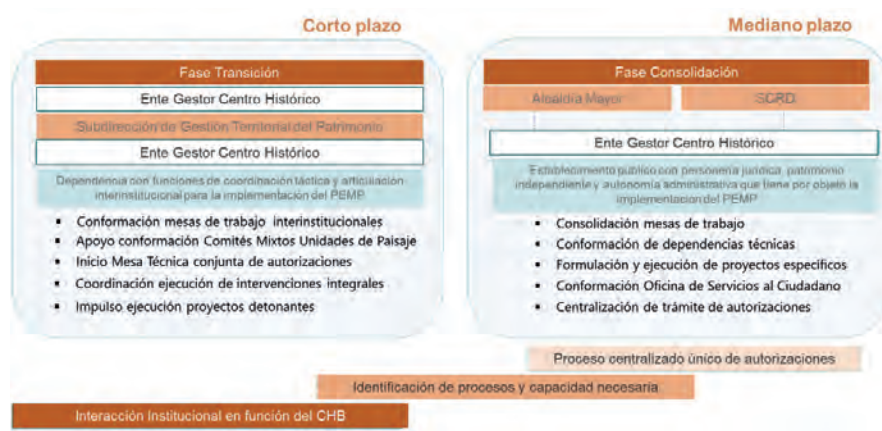 Corto plazo
Fase Transición
Ente Gestor Centro Histórico
Subdirección de Gestión Territorial del Patrimonio
Ente Gestor Centro Histórico
Dependencia con funciones de coordinación táctica y articulación
interinstitucional para la implementación del PEMP
▪ Conformación mesas de trabajo interinstitucionales
▪ Apoyo conformación Comités Mixtos Unidades de Paisaje
▪ Inicio Mesa Técnica conjunta de autorizaciones
▪ Coordinación ejecución de intervenciones integrales
▪ Impulso ejecución proyectos detonantes
Mediano plazo
Fase Consolidación
Alcaldía Mayor
SCRD
Ente Gestor Centro Histórico
Establecimiento público con personería jurídica, patrimonio
independiente y autonomía administrativa que tiene por objeto la
implementación del PEMP
▪ Consolidación mesas de trabajo
▪ Conformación de dependencias técnicas
▪ Formulación y ejecución de proyectos específicos
▪ Conformación Oficina de Servicios al Ciudadano
▪ Centralización de trámite de autorizaciones
Proceso centralizado único de autorizaciones
Identificación de procesos y capacidad necesaria
Interacción Institucional en función del CHB